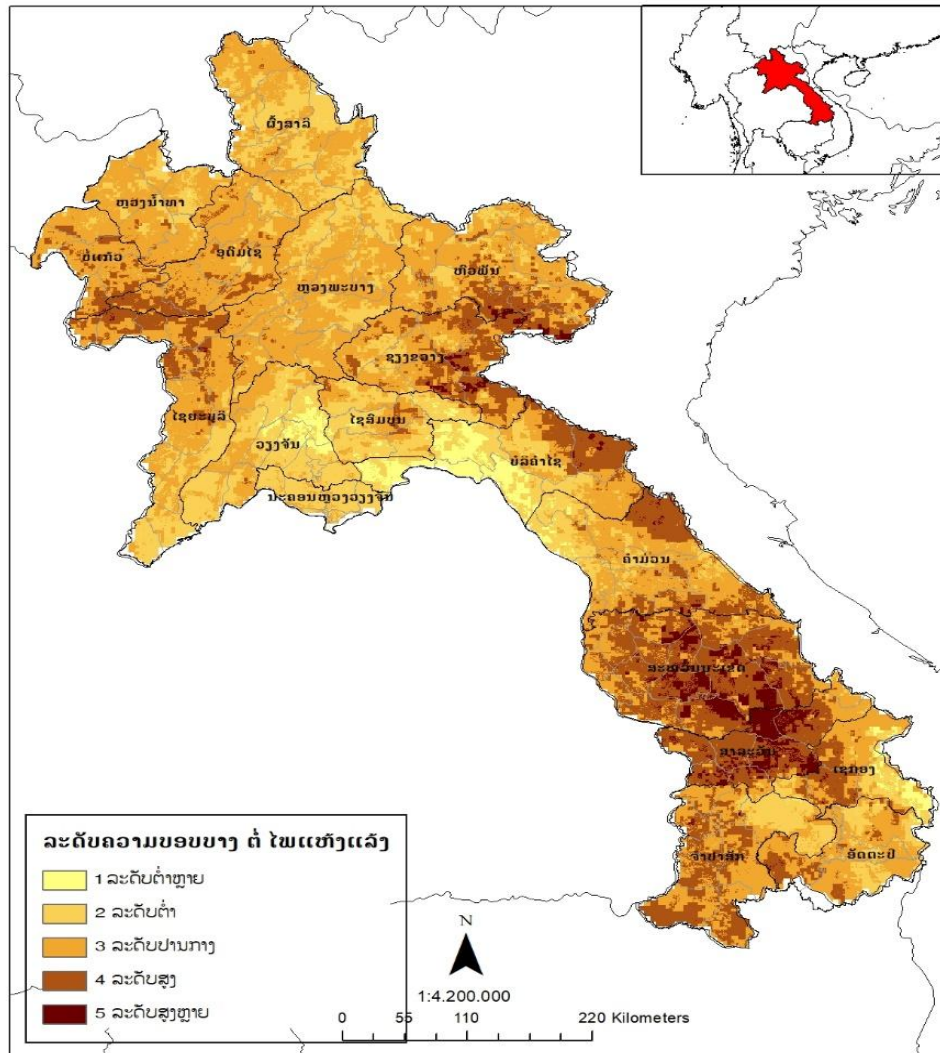 ຜົ້ງສາລີ
ຫຼວງນ້ຳທາ
ບໍ່ແກ້ວ
ອຸດົມໄຊ
ຫົວພັນ
ຫຼວງພະບາງ
ຊຽງຂວາງ
ໄຊຍະບູລີ
ໄຊສົມບູນ
ວຽງຈັນ
ບໍລິຄຳໄຊ
ນະຄອນຫຼວງວຽງຈັນ
ຄຳມ່ວນ
ສະຫວັນນະເຂດ
ສາລະວັນ
ເຊກອງ
ຈຳປາສັກ
ອັດຕະປື
ລະດັບຄວາມບອບບາງ ຕໍ່ ໄພແຫ້ງແລ້ງ
1 ລະດັບຕ່ຳຫຼາຍ
2 ລະດັບຕ່ຳ
3 ລະດັບປານກາງ
4 ລະດັບສູງ
5 ລະດັບສູງຫຼາຍ
N
1:4.200.000
0 55 110 220 Kilometers